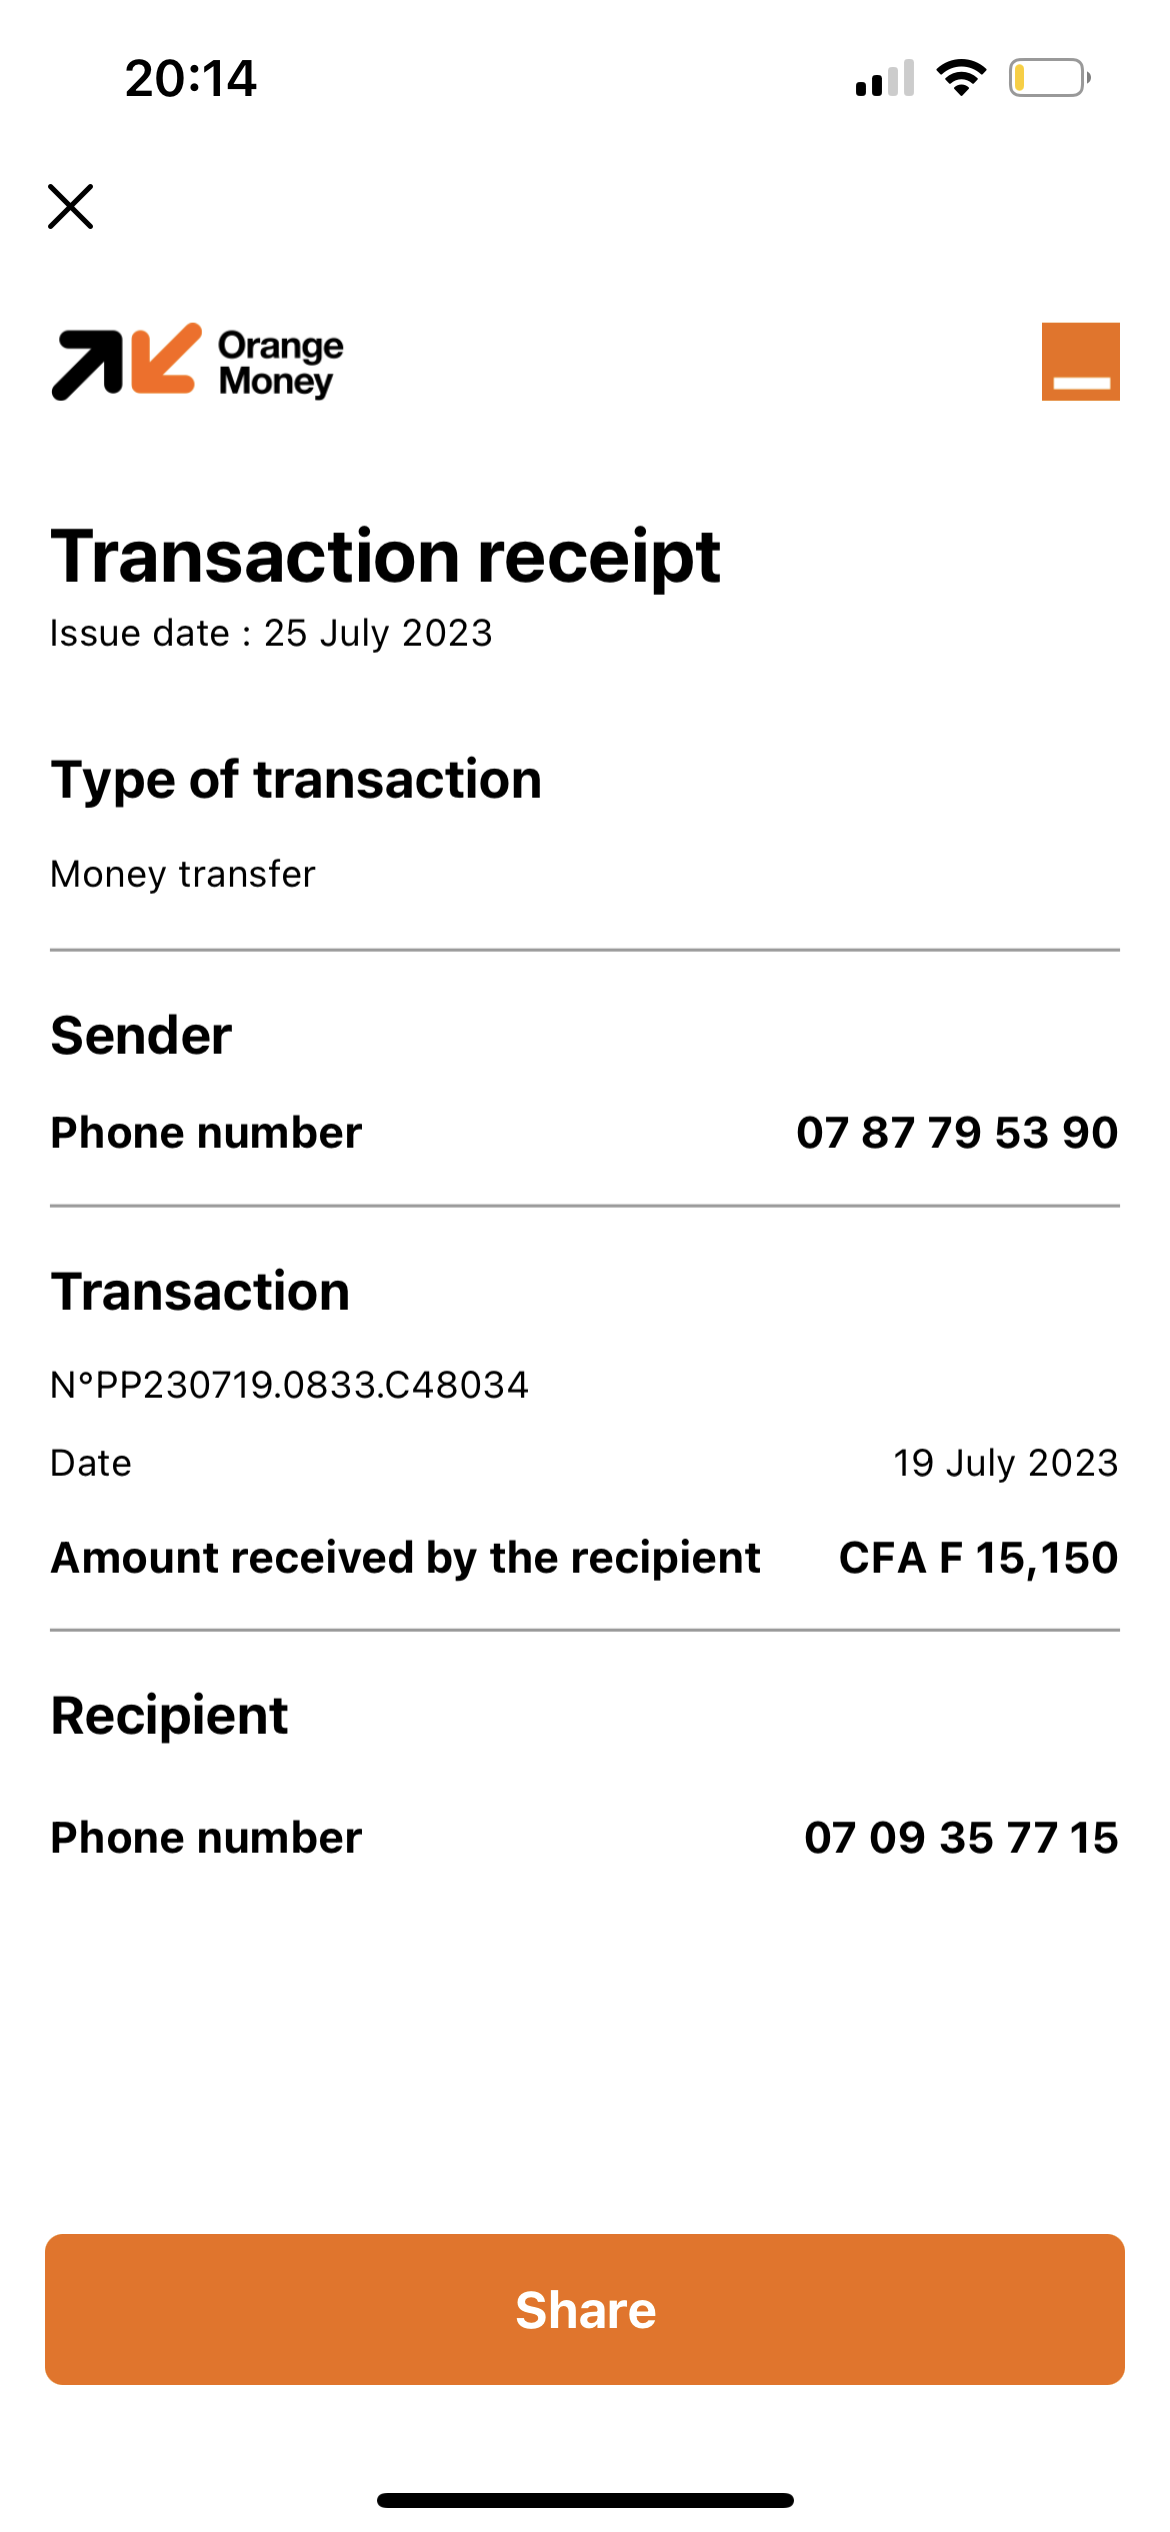 20:14
Orange
Money
Transaction receipt
Issue date : 25 July 2023
Type of transaction
Money transfer
Sender
Phone number 07 87 79 53 90
Transaction
N°PP230719.0833.C48034
Date 19 July 2023
Amount received by the recipient CFA F 15,150
Recipient
Phone number 07 09 35 77 15
Share